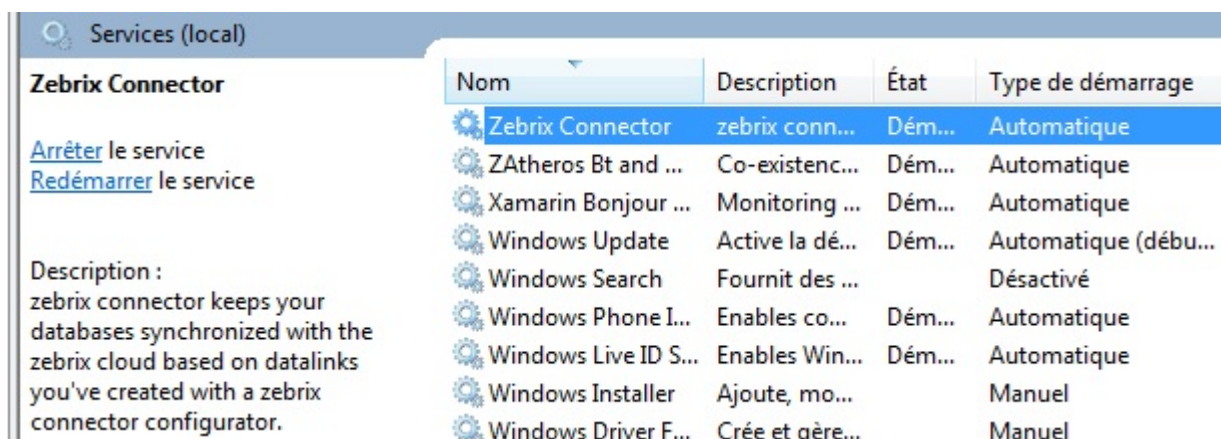 Services (local)
Zebrix Connector
Arrêter le service
Redémarrer le service
Description :
zebrix connector keeps your
databases synchronized with the
zebrix cloud based on datalinks
you've created with a zebrix
connector configurator.
Nom Description État Type de démarrage
Zebrix Connector zebrix conn... Dém... Automatique
ZAtheros Bt and ... Co-existenc... Dém... Automatique
Xamarin Bonjour ... Monitoring ... Dém... Automatique
Windows Update Active la dé... Dém... Automatique (débu...
Windows Search Fournit des ... Désactivé
Windows Phone I... Enables co... Dém... Automatique
Windows Live ID S... Enables Win... Dém... Automatique
Windows Installer Ajoute, mo... Manuel
Windows Driver F... Crée et gère... Manuel